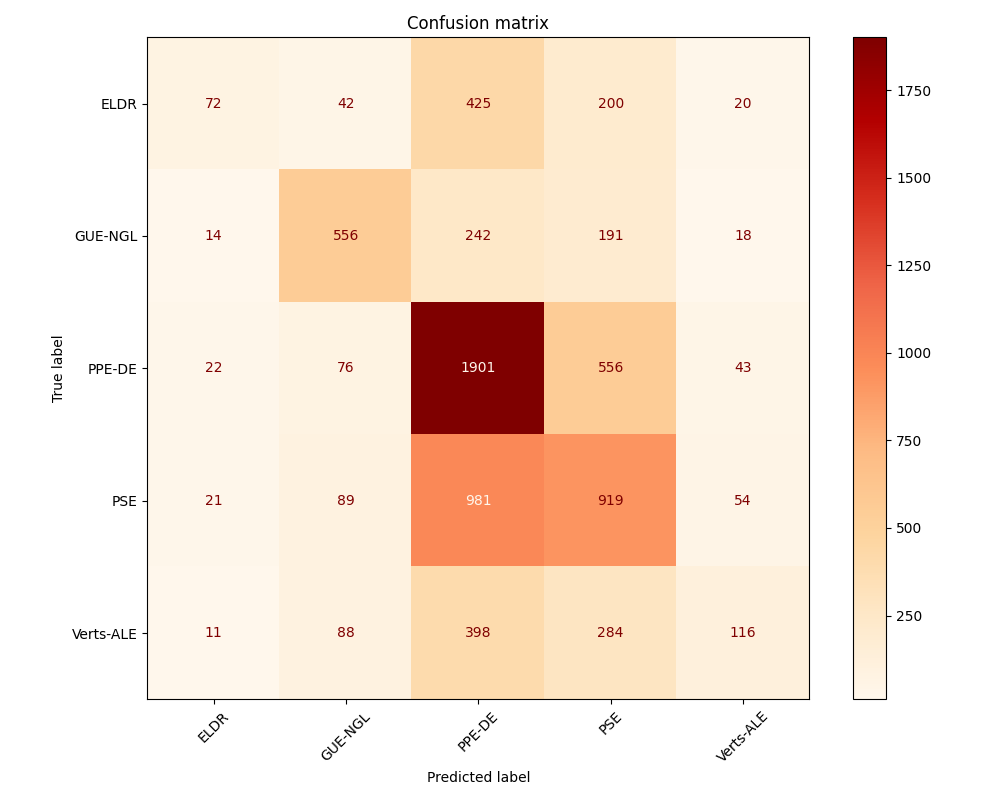 Confusion matrix
ELDR 72 42 425 200 20
GUE-NGL 14 556 242 191 18
PPE-DE 22 76 1901 556 43
PSE 21 89 981 919 54
Verts-ALE 11 88 398 284 116
ELDR GUE-NGL PPE-DE PSE Verts-ALE
Predicted label
True label
1750
1500
1250
1000
750
500
250